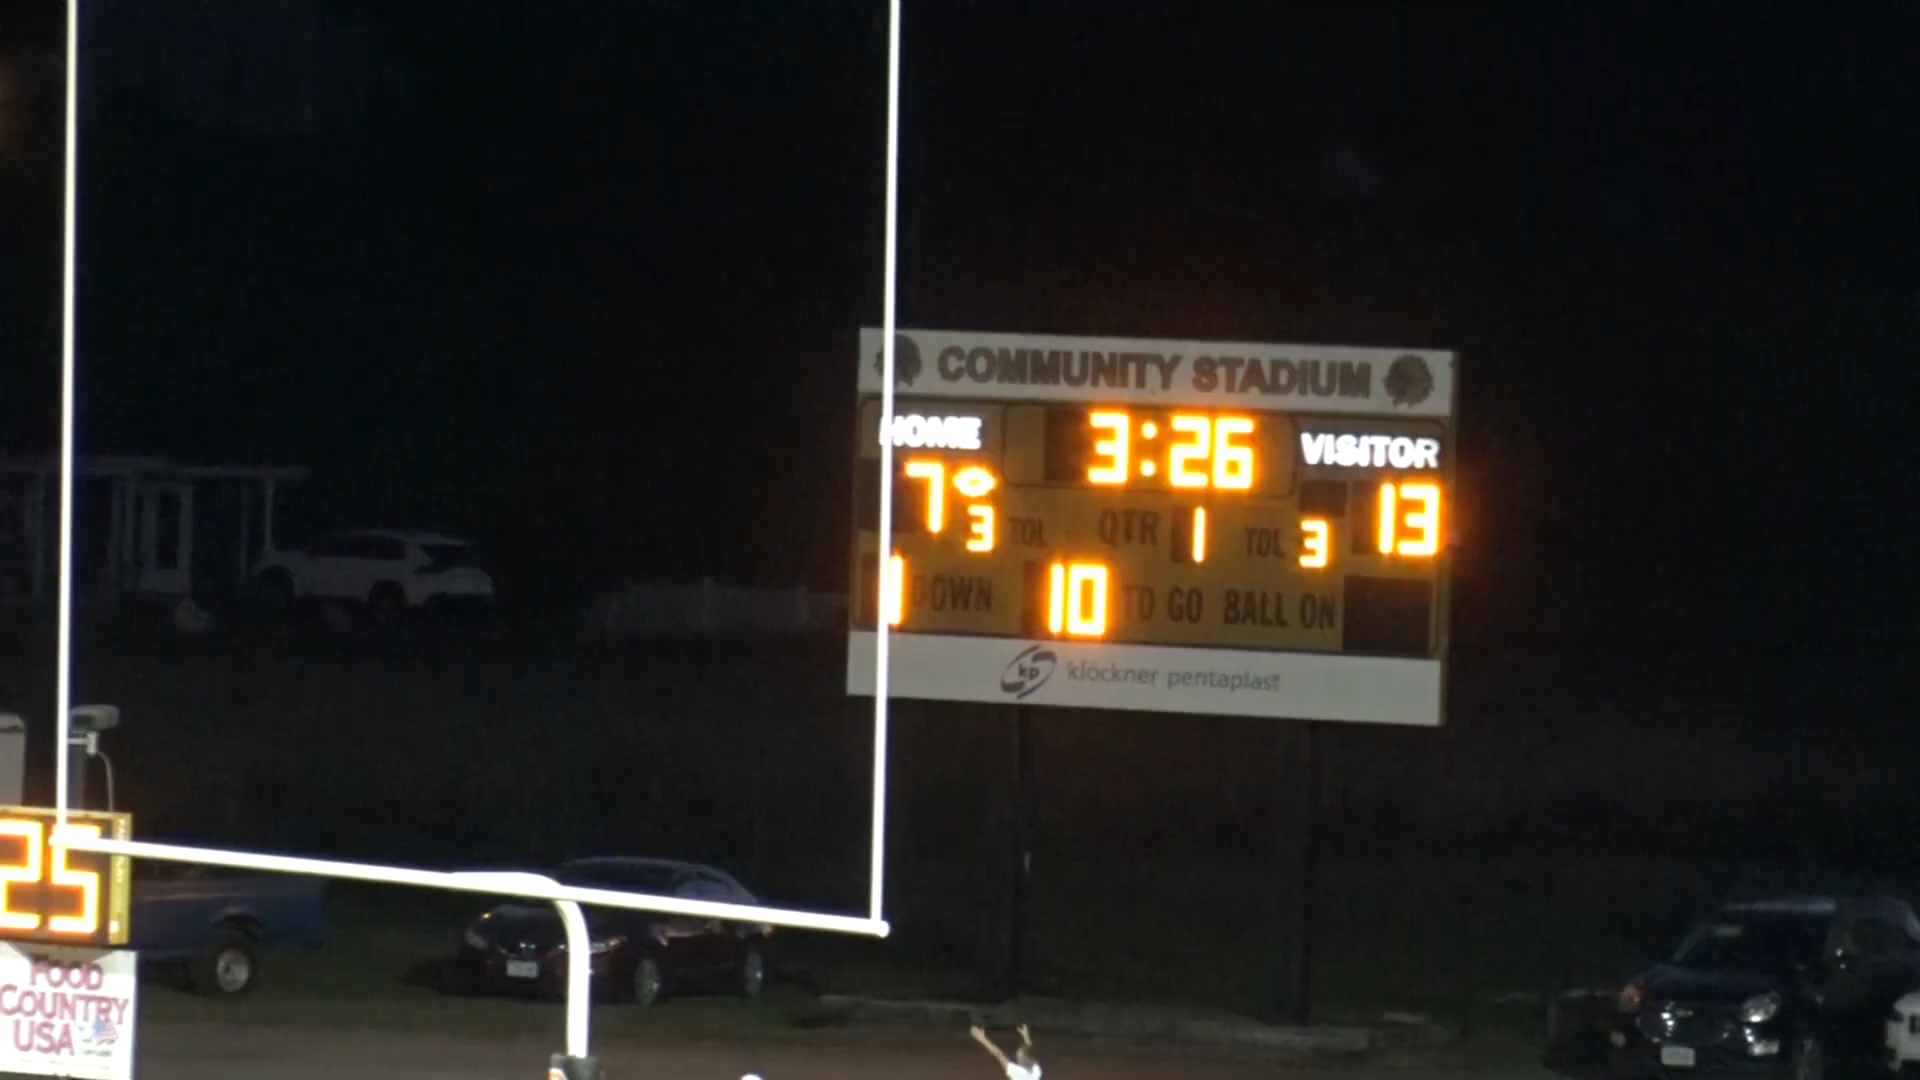 COMMUNITY STADIUM
HOME 3:26 VISITOR
7 13
3 TOL QTR 1 TOL 3
1 DOWN 10 TO GO BALL ON
kp klöckner pentaplast
25
FOOD
COUNTRY
USA